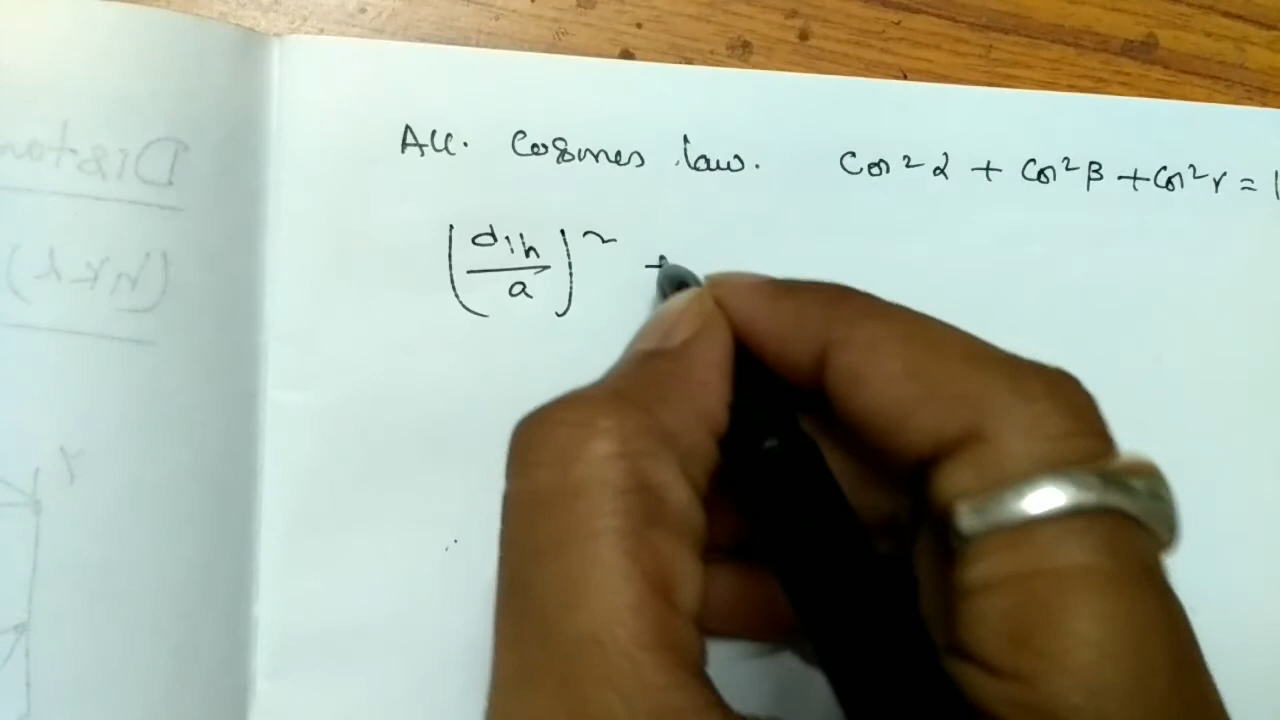 All. Cosines law. Cos²α + Cos²β + Cos²γ = 1
(d₁h/a)² +